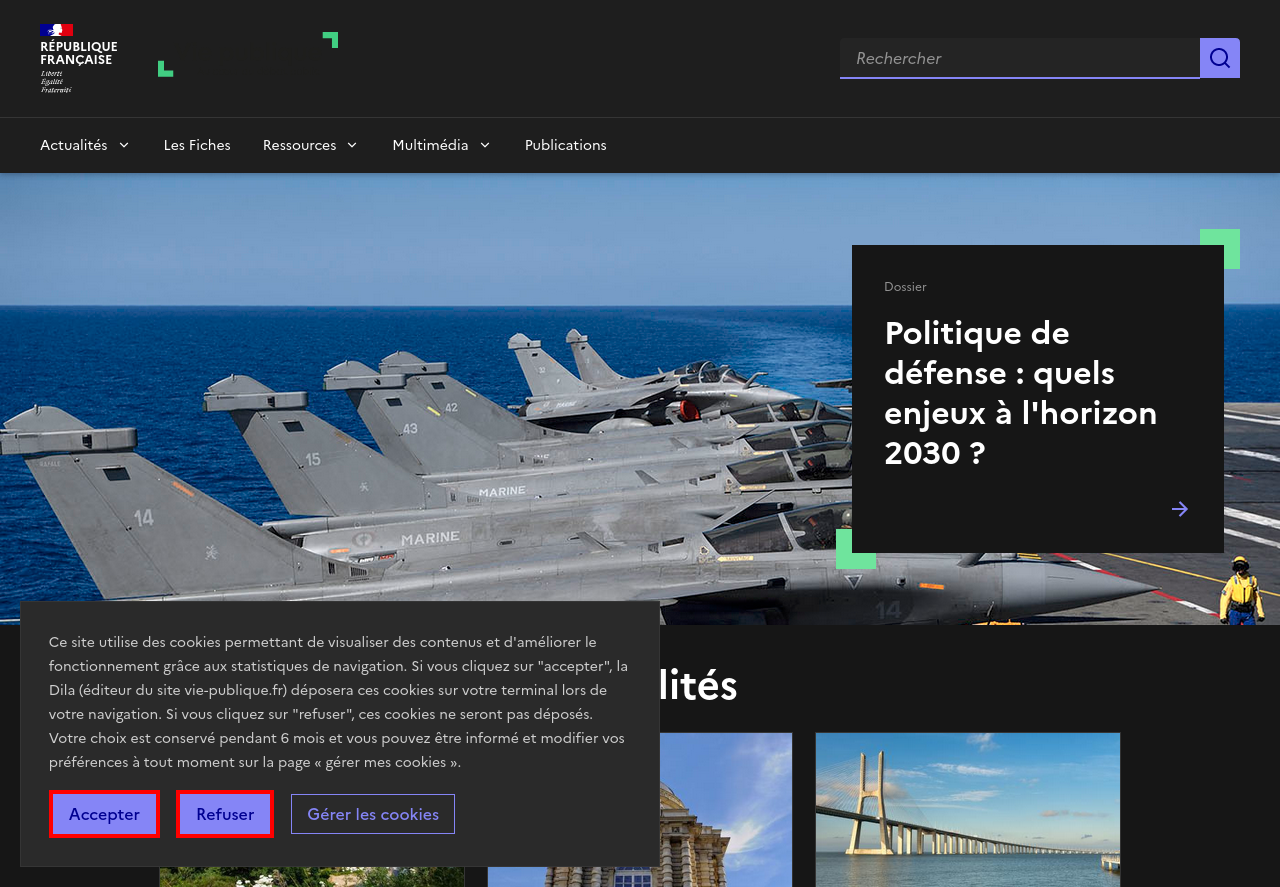 RÉPUBLIQUE
FRANÇAISE
Liberté
Égalité
Fraternité
Rechercher
Actualités
Les Fiches
Ressources
Multimédia
Publications
Dossier
Politique de
défense : quels
enjeux à l'horizon
2030 ?
42
43
15
14
MARINE
MARINE
14
Ce site utilise des cookies permettant de visualiser des contenus et d'améliorer le
fonctionnement grâce aux statistiques de navigation. Si vous cliquez sur "accepter", la
Dila (éditeur du site vie-publique.fr) déposera ces cookies sur votre terminal lors de
votre navigation. Si vous cliquez sur "refuser", ces cookies ne seront pas déposés.
Votre choix est conservé pendant 6 mois et vous pouvez être informé et modifier vos
préférences à tout moment sur la page « gérer mes cookies ».
Accepter
Refuser
Gérer les cookies
lités